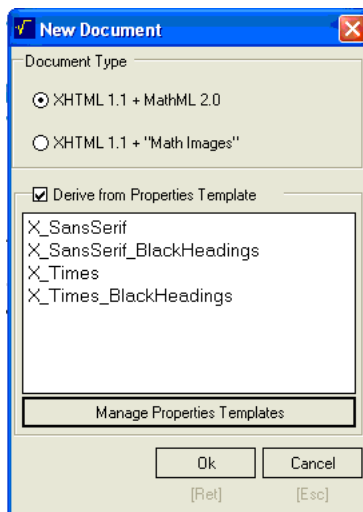 New Document
Document Type
XHTML 1.1 + MathML 2.0
XHTML 1.1 + "Math Images"
Derive from Properties Template
X_SansSerif
X_SansSerif_BlackHeadings
X_Times
X_Times_BlackHeadings
Manage Properties Templates
Ok Cancel
[Ret] [Esc]